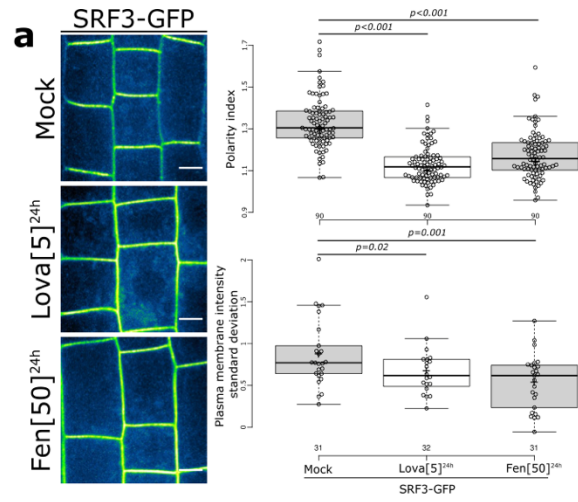 a
SRF3-GFP
Mock
Lova[5]24h
Fen[50]24h
p<0.001
p<0.001
Polarity index
1.7
1.5
1.3
1.1
0.9
90
90
90
p=0.001
p=0.02
Plasma membrane intensity
standard deviation
2
1.5
1
0.5
0
31
32
31
Mock
Lova[5]24h
Fen[50]24h
SRF3-GFP